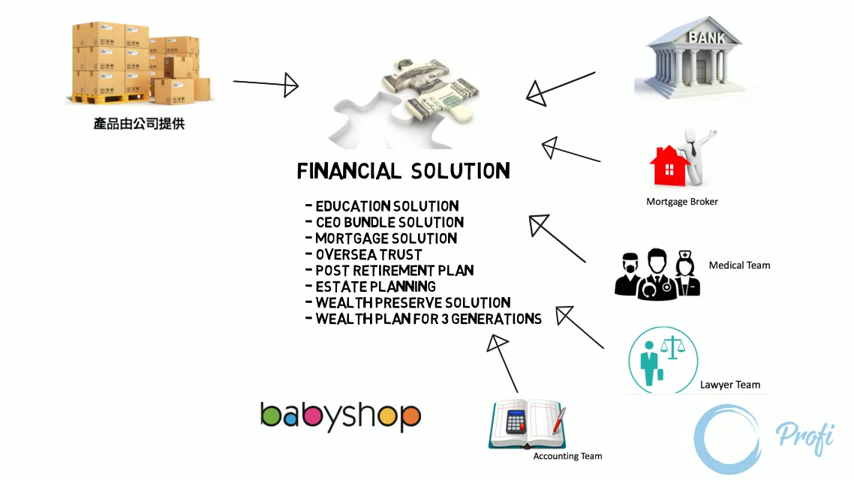 產品由公司提供
BANK
FINANCIAL SOLUTION
- EDUCATION SOLUTION
- CEO BUNDLE SOLUTION
- MORTGAGE SOLUTION
- OVERSEA TRUST
- POST RETIREMENT PLAN
- ESTATE PLANNING
- WEALTH PRESERVE SOLUTION
- WEALTH PLAN FOR 3 GENERATIONS
Mortgage Broker
Medical Team
Lawyer Team
babyshop
Accounting Team
Profi